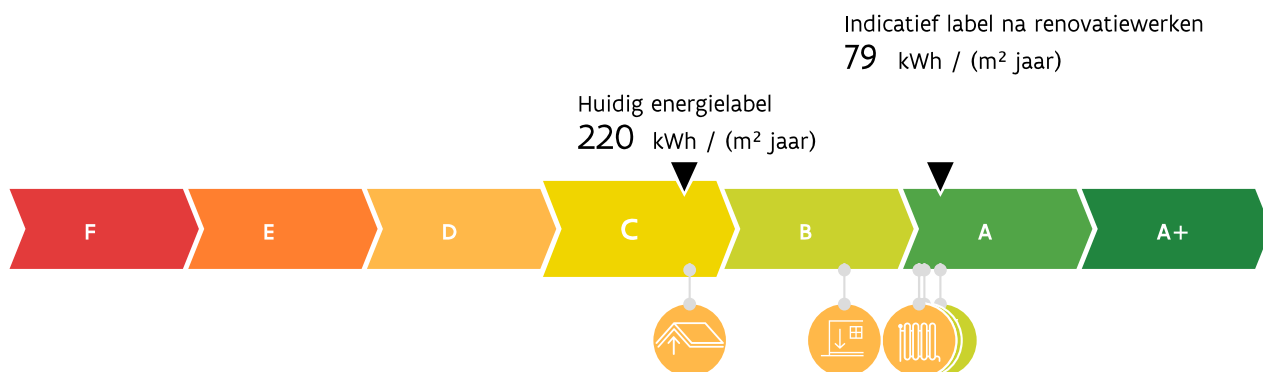 Indicatief label na renovatiewerken
79 kWh / (m² jaar)
Huidig energielabel
220 kWh / (m² jaar)
F E D C B A A+